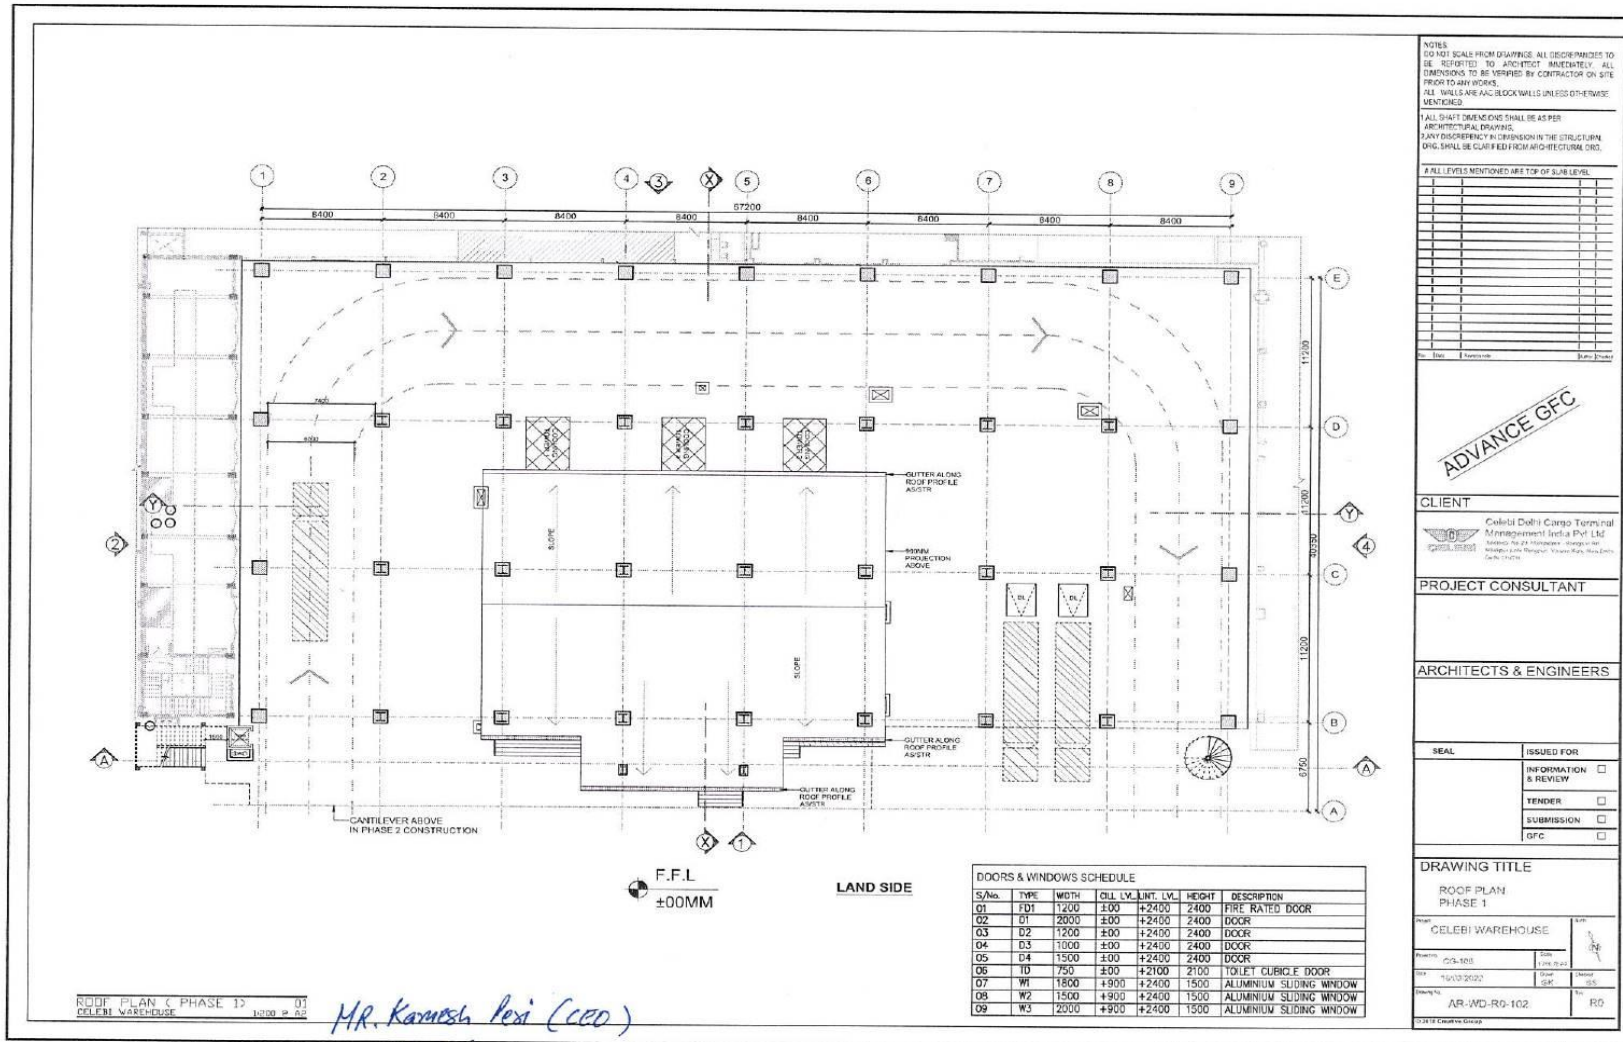 NOTES:
DO NOT SCALE FROM DRAWINGS. ALL DISCREPANCIES TO
BE REPORTED TO ARCHITECT IMMEDIATELY. ALL
DIMENSIONS TO BE VERIFIED BY CONTRACTOR ON SITE
PRIOR TO ANY WORKS.
ALL WALLS ARE AAC BLOCK WALLS UNLESS OTHERWISE
MENTIONED.
1.ALL SHAFT DIMENSIONS SHALL BE AS PER
ARCHITECTURAL DRAWING.
2.ANY DISCREPENCY IN DIMENSION IN THE STRUCTURAL
DRG. SHALL BE CLARIFIED FROM ARCHITECTURAL DRG.
# ALL LEVELS MENTIONED ARE TOP OF SLAB LEVEL
ADVANCE GFC
CLIENT
Celebi Delhi Cargo Terminal
Management India Pvt Ltd
CELEBI
PROJECT CONSULTANT
ARCHITECTS & ENGINEERS
SEAL
ISSUED FOR
INFORMATION
& REVIEW
TENDER
SUBMISSION
GFC
DRAWING TITLE
ROOF PLAN
PHASE 1
CELEBI WAREHOUSE
AR-WD-R0-102
R0
1 2 3 4 3 X 5 6 7 8 9
67200
8400 8400 8400 8400 8400 8400 8400 8400
E
11200
D
11200
40350
C
11200
B
6750
A
Y
2
Y
4
A
A
6000
GUTTER ALONG
ROOF PROFILE
AS/STR
SLOPE
900MM
PROJECTION
ABOVE
DL
DL
SLOPE
GUTTER ALONG
ROOF PROFILE
AS/STR
GUTTER ALONG
ROOF PROFILE
AS/STR
CANTILEVER ABOVE
IN PHASE 2 CONSTRUCTION
X
1
F.F.L
±00MM
LAND SIDE
DOORS & WINDOWS SCHEDULE
S/No. TYPE WIDTH CILL LVL. LINT. LVL. HEIGHT DESCRIPTION
01 FD1 1200 ±00 +2400 2400 FIRE RATED DOOR
02 D1 2000 ±00 +2400 2400 DOOR
03 D2 1200 ±00 +2400 2400 DOOR
04 D3 1000 ±00 +2400 2400 DOOR
05 D4 1500 ±00 +2400 2400 DOOR
06 TD 750 ±00 +2100 2100 TOILET CUBICLE DOOR
07 W1 1800 +900 +2400 1500 ALUMINIUM SLIDING WINDOW
08 W2 1500 +900 +2400 1500 ALUMINIUM SLIDING WINDOW
09 W3 2000 +900 +2400 1500 ALUMINIUM SLIDING WINDOW
ROOF PLAN ( PHASE 1) 01
CELEBI WAREHOUSE 1:200 @ A2
MR. Kamesh Peri (CEO)